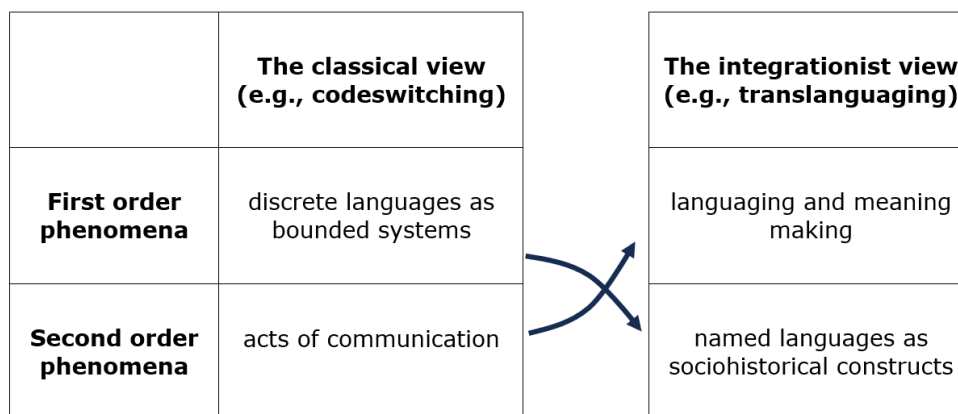 The classical view
(e.g., codeswitching)
The integrationist view
(e.g., translanguaging)
First order
phenomena
discrete languages as
bounded systems
languaging and meaning
making
Second order
phenomena
acts of communication
named languages as
sociohistorical constructs